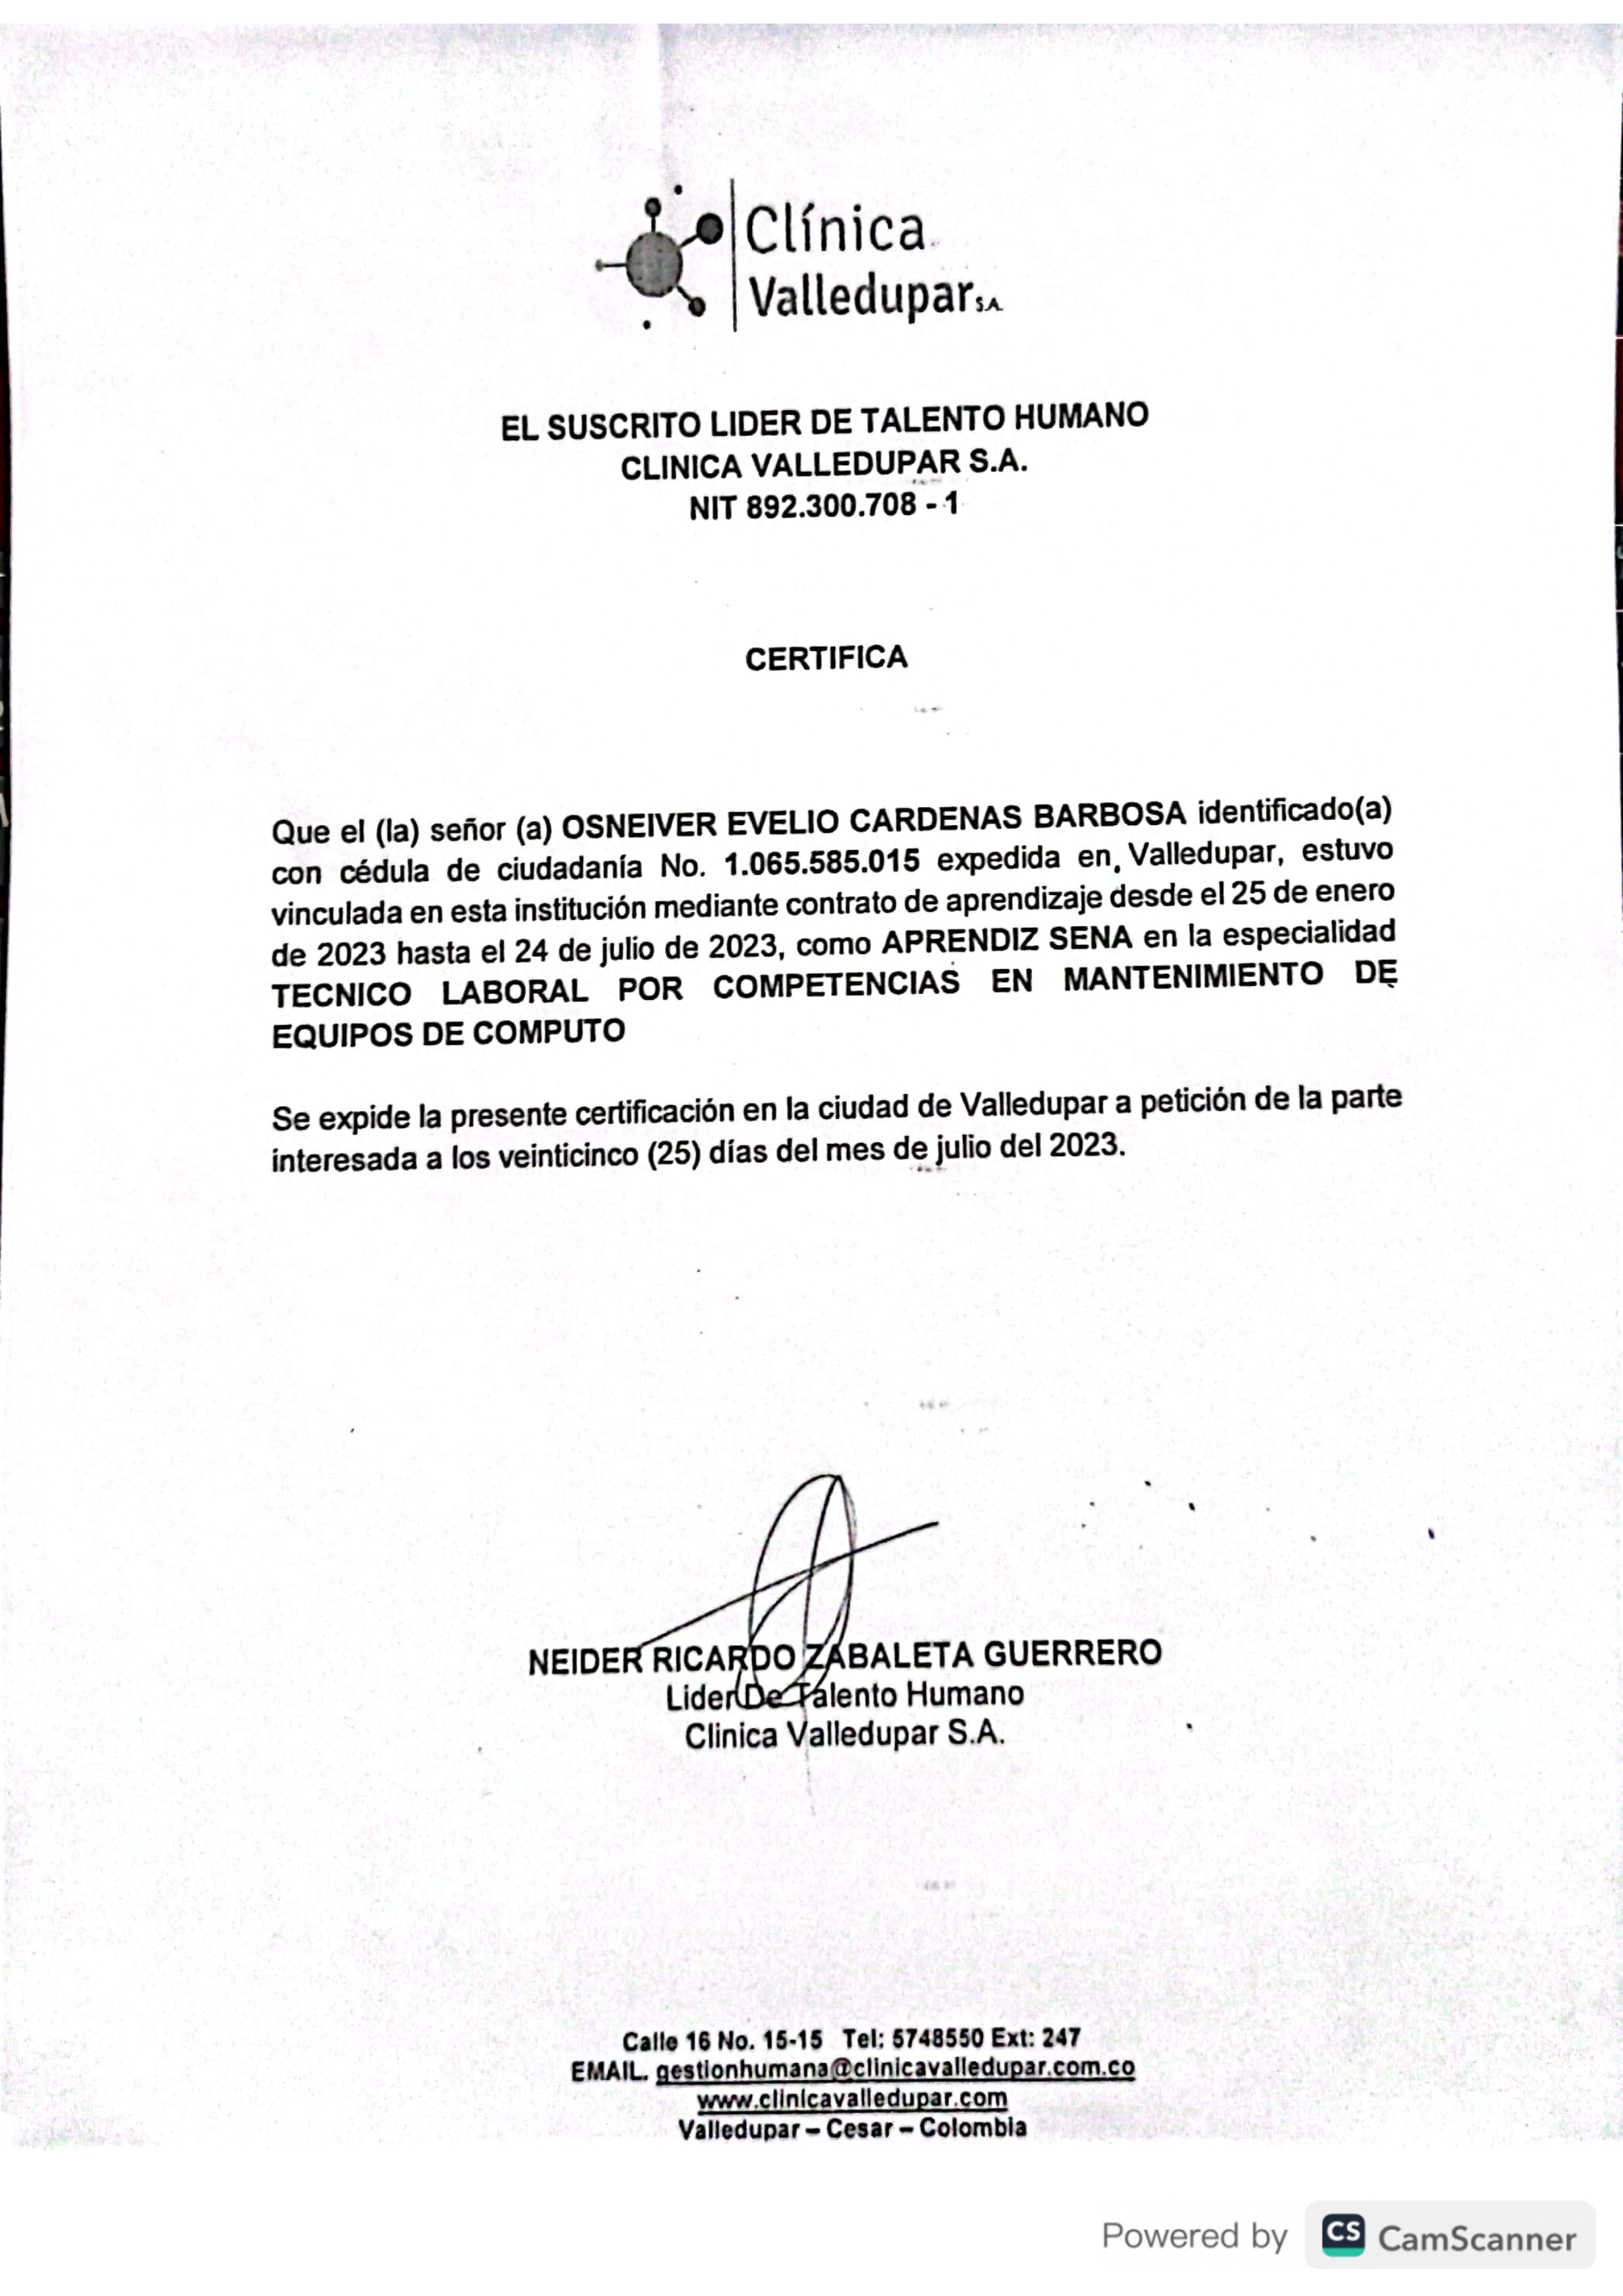 Clínica
Valledupar S.A.
EL SUSCRITO LIDER DE TALENTO HUMANO
CLINICA VALLEDUPAR S.A.
NIT 892.300.708 - 1
CERTIFICA
Que el (la) señor (a) OSNEIVER EVELIO CARDENAS BARBOSA identificado(a)
con cédula de ciudadanía No. 1.065.585.015 expedida en, Valledupar, estuvo
vinculada en esta institución mediante contrato de aprendizaje desde el 25 de enero
de 2023 hasta el 24 de julio de 2023, como APRENDIZ SENA en la especialidad
TECNICO LABORAL POR COMPETENCIAS EN MANTENIMIENTO DE
EQUIPOS DE COMPUTO
Se expide la presente certificación en la ciudad de Valledupar a petición de la parte
interesada a los veinticinco (25) días del mes de julio del 2023.
NEIDER RICARDO ZABALETA GUERRERO
Lider De Talento Humano
Clinica Valledupar S.A.
Calle 16 No. 15-15 Tel: 5748550 Ext: 247
EMAIL. gestionhumana@clinicavalledupar.com.co
www.clinicavalledupar.com
Valledupar – Cesar – Colombia
Powered by CS CamScanner